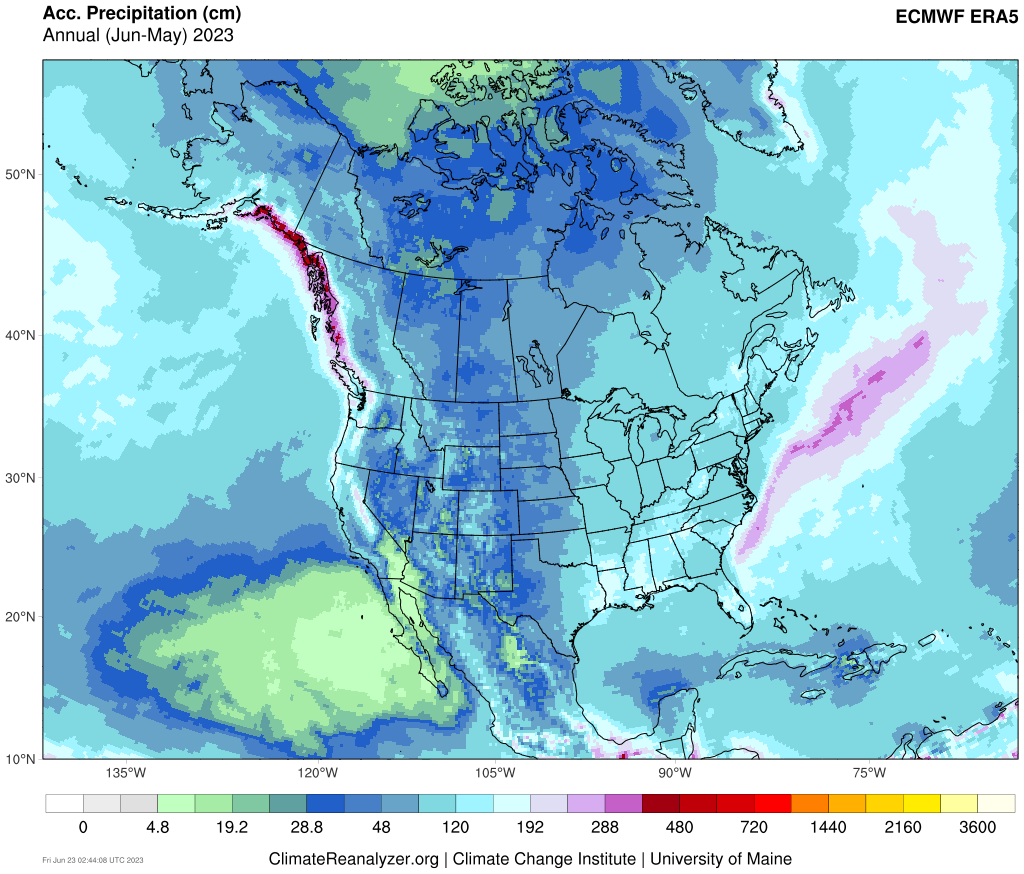 Acc. Precipitation (cm)
ECMWF ERA5
Annual (Jun-May) 2023
50°N
40°N
30°N
20°N
10°N
135°W 120°W 105°W 90°W 75°W
0 4.8 19.2 28.8 48 120 192 288 480 720 1440 2160 3600
Fri Jun 23 02:44:08 UTC 2023
ClimateReanalyzer.org | Climate Change Institute | University of Maine